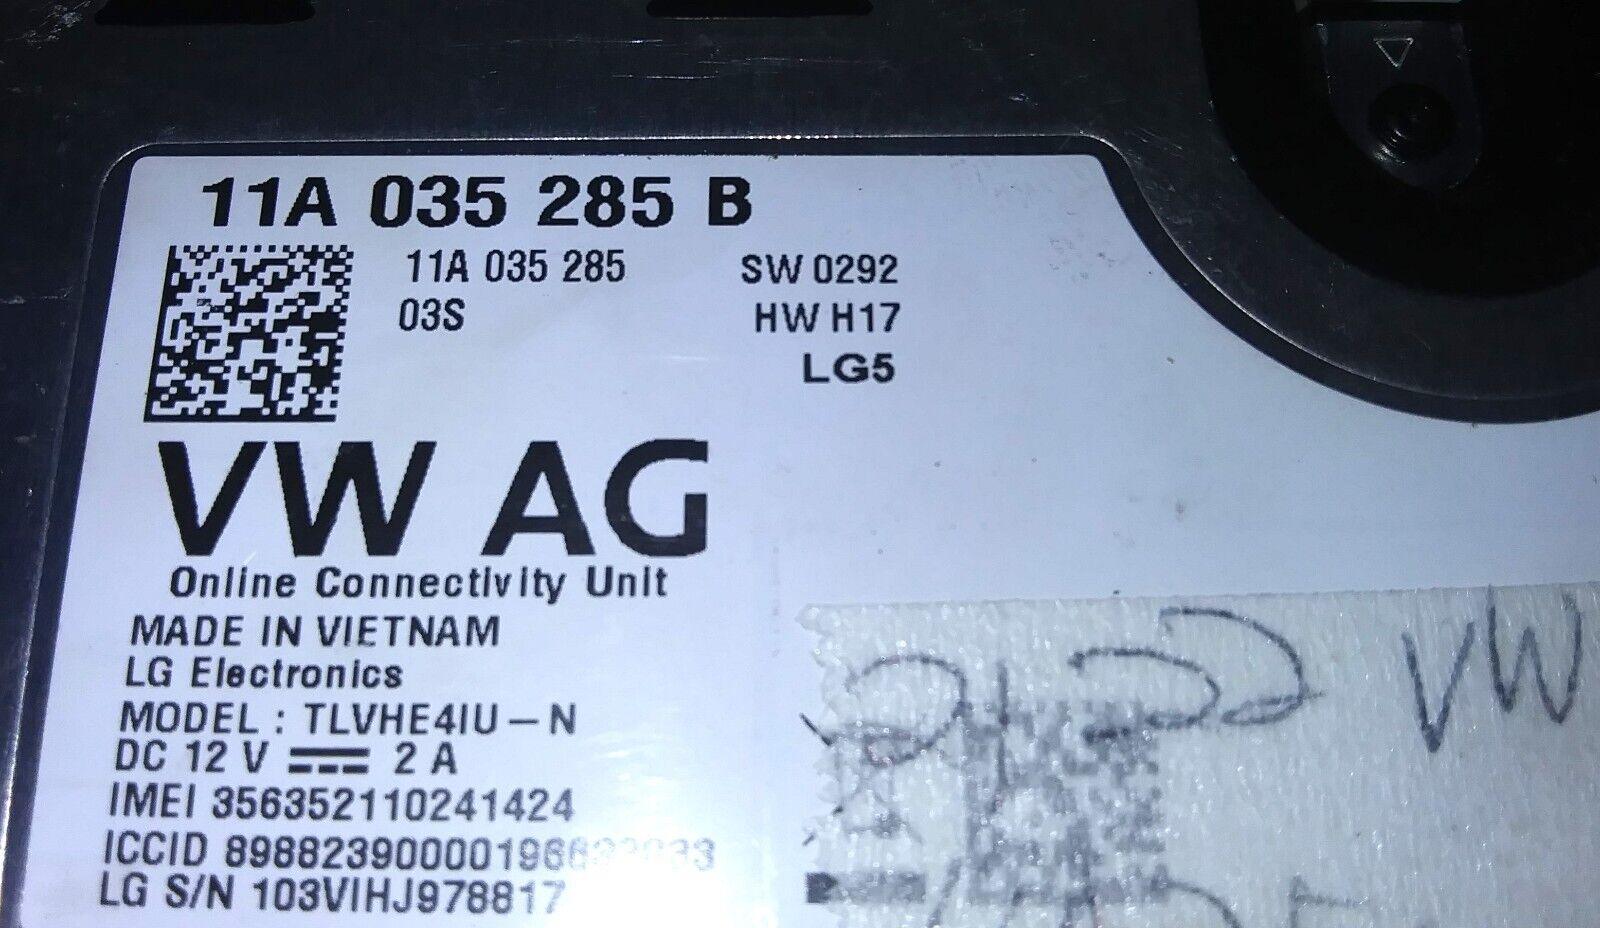 11A 035 285 B
11A 035 285 SW 0292
03S HW H17
LG5
VW AG
Online Connectivity Unit
MADE IN VIETNAM
LG Electronics
MODEL : TLVHE4IU-N
DC 12 V 2 A
IMEI 356352110241424
ICCID
LG S/N 103VIHJ978817
VW